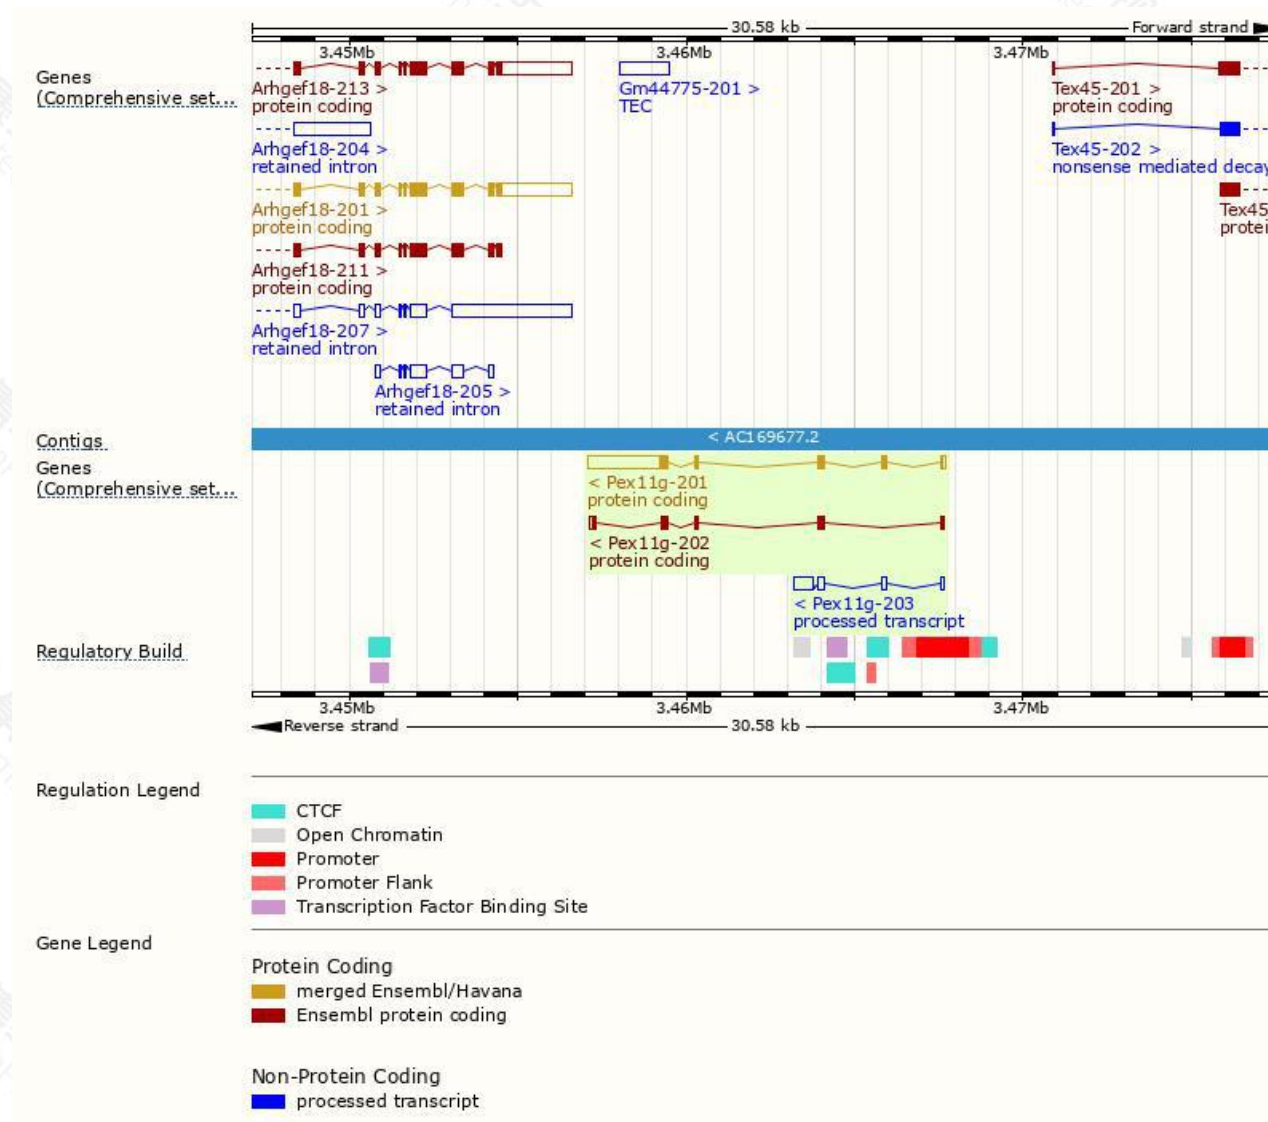 30.58 kb
Forward strand
3.45Mb 3.46Mb 3.47Mb
Genes
(Comprehensive set...
Arhgef18-213 >
protein coding
Gm44775-201 >
TEC
Tex45-201 >
protein coding
Arhgef18-204 >
retained intron
Tex45-202 >
nonsense mediated decay
Arhgef18-201 >
protein coding
Tex45
protei
Arhgef18-211 >
protein coding
Arhgef18-207 >
retained intron
Arhgef18-205 >
retained intron
Contigs
< AC169677.2
Genes
(Comprehensive set...
< Pex11g-201
protein coding
< Pex11g-202
protein coding
< Pex11g-203
processed transcript
Regulatory Build
3.45Mb 3.46Mb 3.47Mb
Reverse strand
30.58 kb
Regulation Legend
CTCF
Open Chromatin
Promoter
Promoter Flank
Transcription Factor Binding Site
Gene Legend
Protein Coding
merged Ensembl/Havana
Ensembl protein coding
Non-Protein Coding
processed transcript